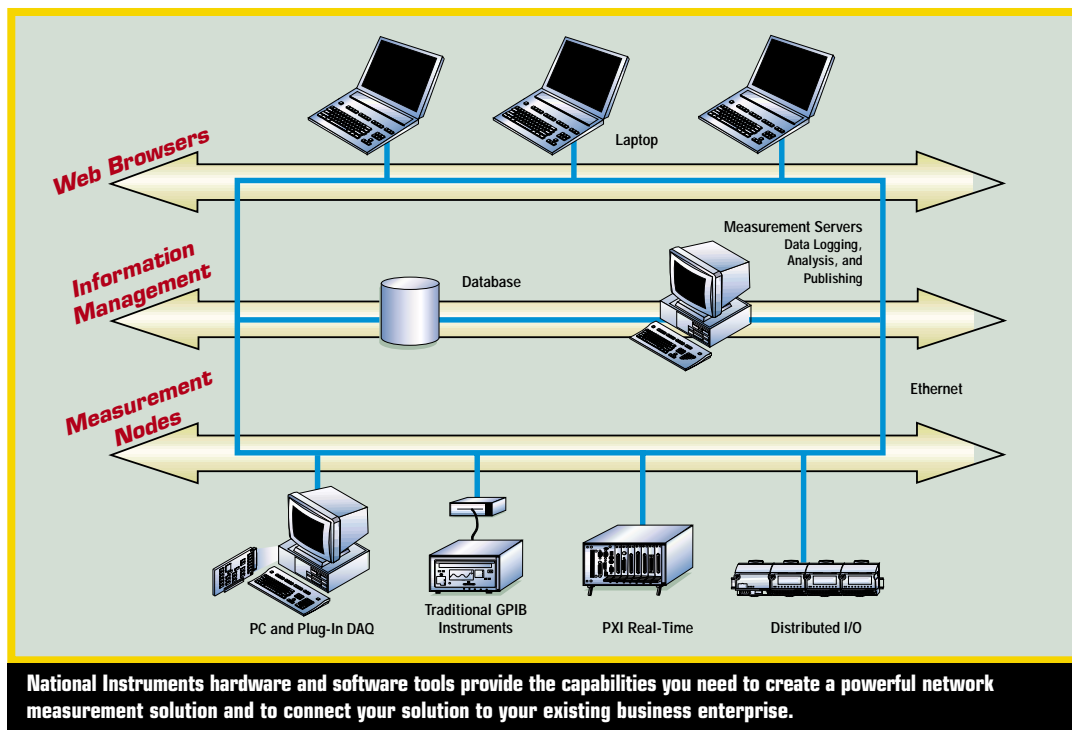 Laptop
Web Browsers
Measurement Servers
Data Logging,
Analysis, and
Publishing
Information
Management
Database
Ethernet
Measurement
Nodes
PC and Plug-In DAQ
Traditional GPIB
Instruments
PXI Real-Time
Distributed I/O
National Instruments hardware and software tools provide the capabilities you need to create a powerful network
measurement solution and to connect your solution to your existing business enterprise.